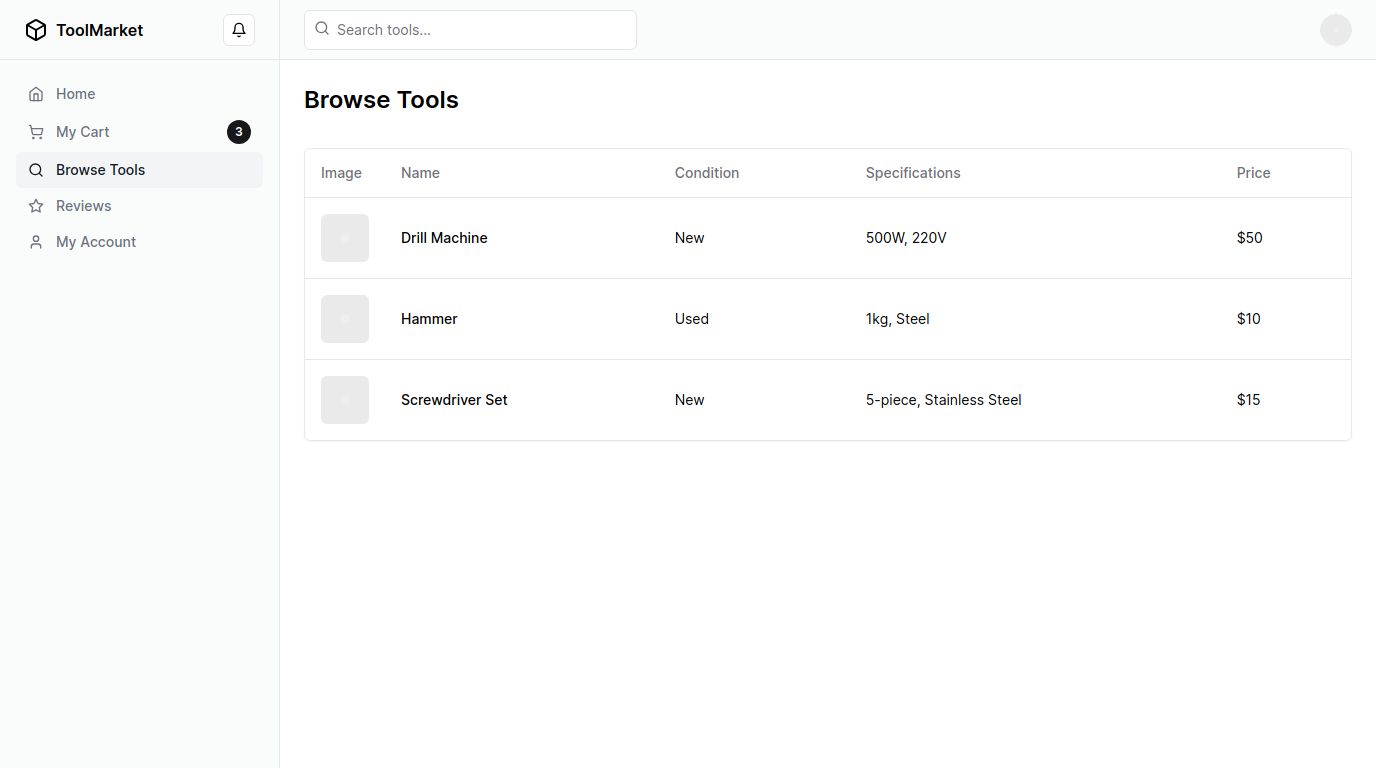 ToolMarket
Search tools...
Home
My Cart 3
Browse Tools
Reviews
My Account
Browse Tools
Image Name Condition Specifications Price
Drill Machine New 500W, 220V $50
Hammer Used 1kg, Steel $10
Screwdriver Set New 5-piece, Stainless Steel $15